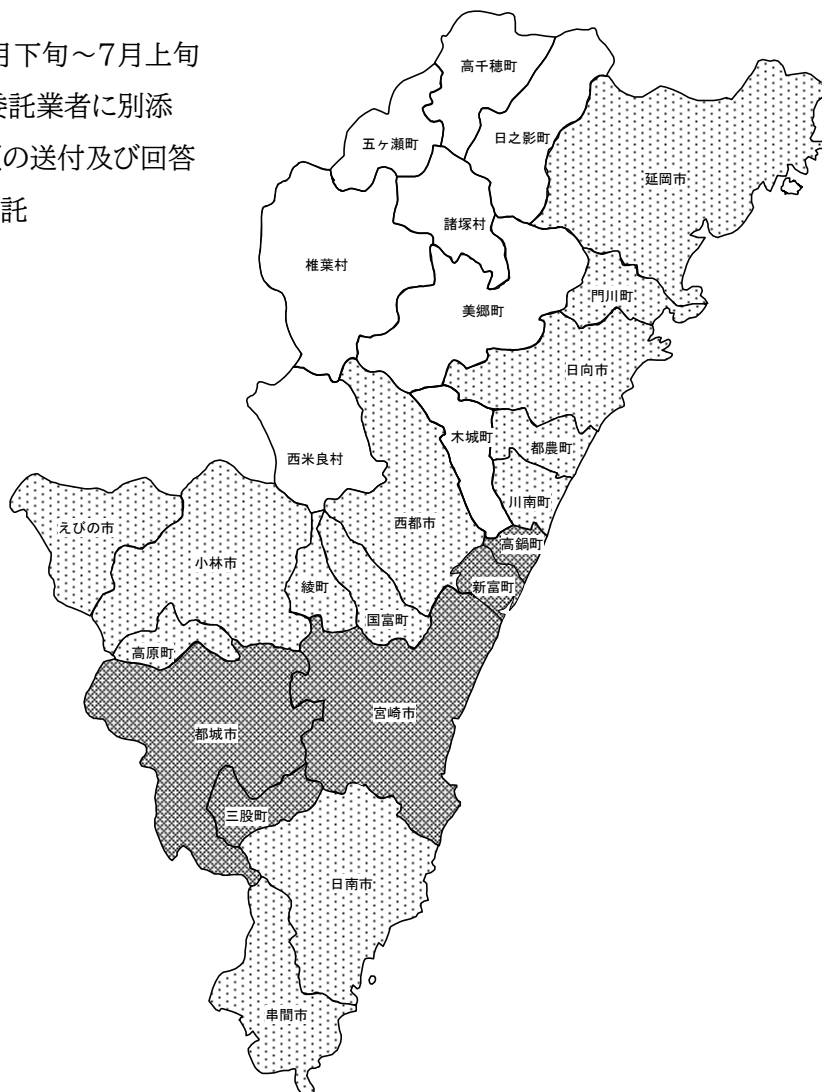 月下旬～7月上旬
委託業者に別添
の送付及び回答
託
高千穂町
日之影町
五ヶ瀬町
延岡市
諸塚村
椎葉村
門川町
美郷町
日向市
木城町
都農町
西米良村
川南町
西都市
えびの市
高鍋町
小林市
綾町
新富町
国富町
高原町
宮崎市
都城市
三股町
日南市
串間市